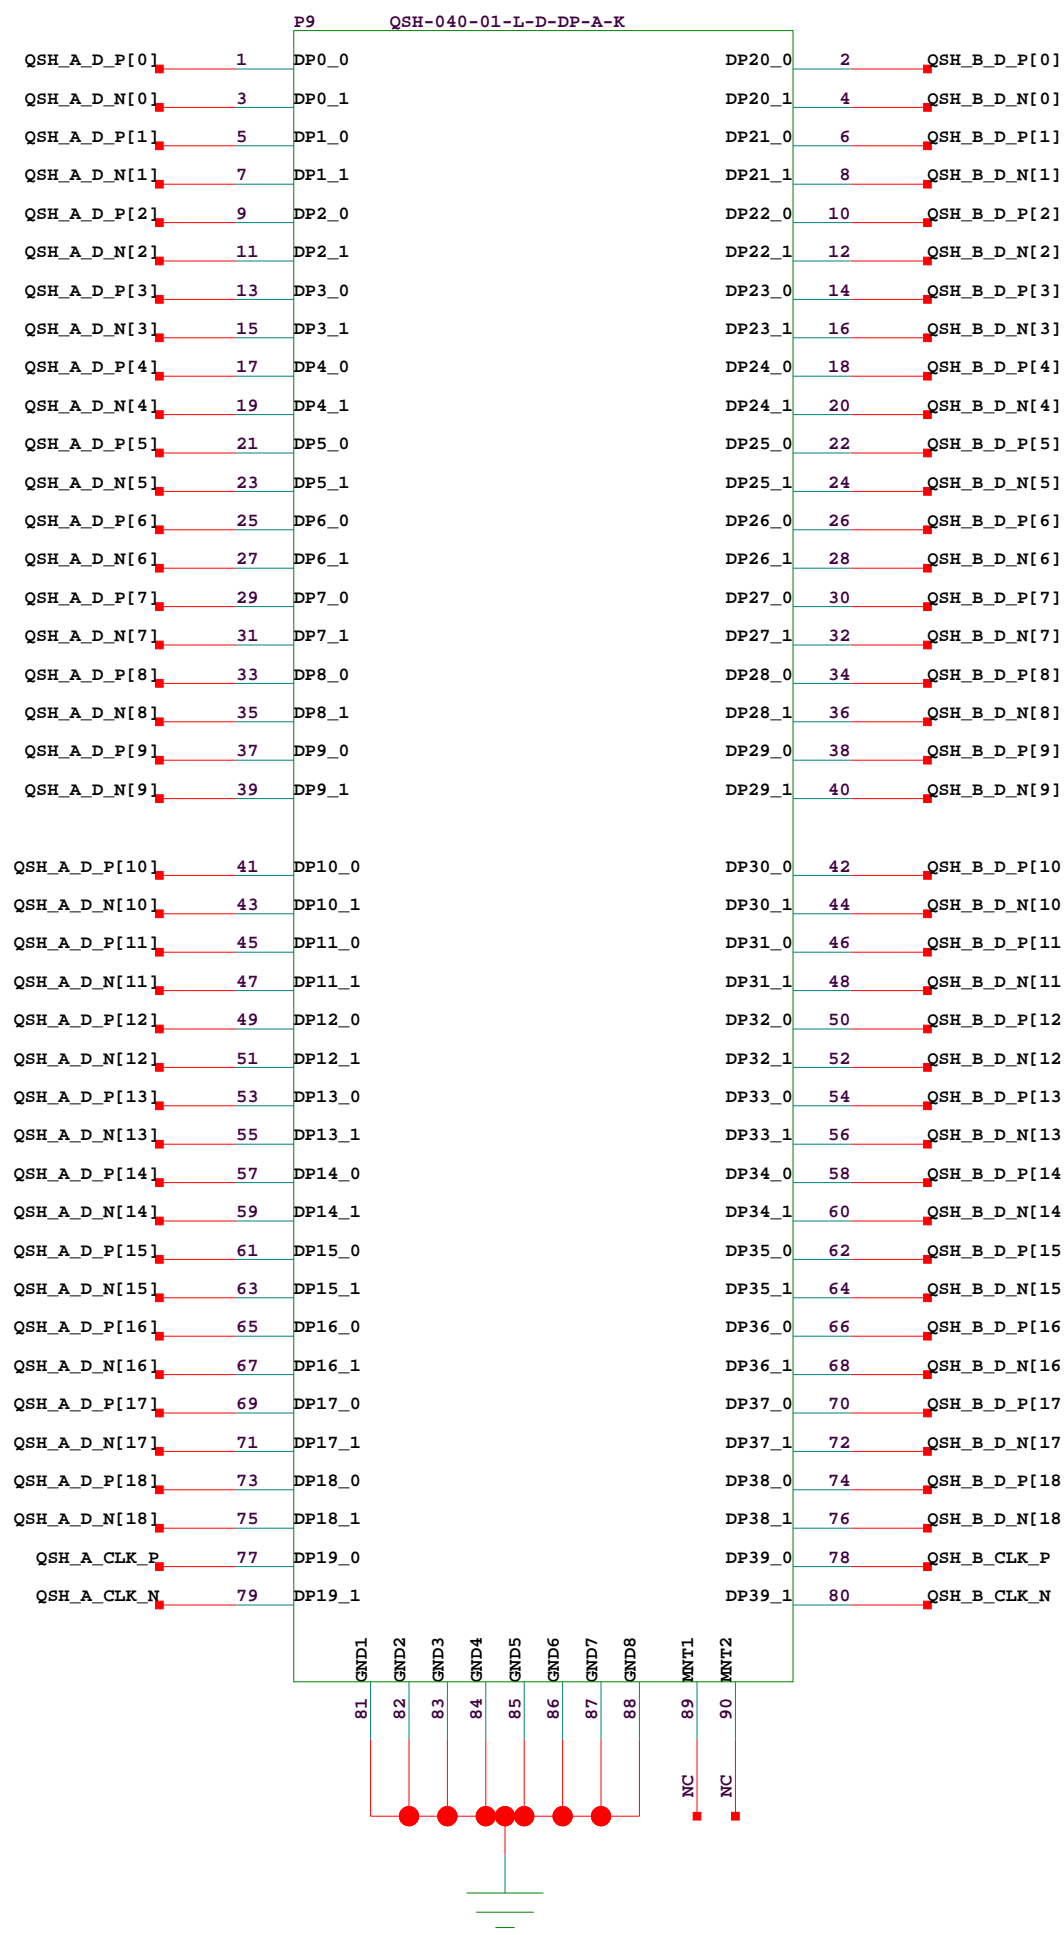 P9 QSH-040-01-L-D-DP-A-K
QSH_A_D_P[0] 1 DP0_0 DP20_0 2 QSH_B_D_P[0]
QSH_A_D_N[0] 3 DP0_1 DP20_1 4 QSH_B_D_N[0]
QSH_A_D_P[1] 5 DP1_0 DP21_0 6 QSH_B_D_P[1]
QSH_A_D_N[1] 7 DP1_1 DP21_1 8 QSH_B_D_N[1]
QSH_A_D_P[2] 9 DP2_0 DP22_0 10 QSH_B_D_P[2]
QSH_A_D_N[2] 11 DP2_1 DP22_1 12 QSH_B_D_N[2]
QSH_A_D_P[3] 13 DP3_0 DP23_0 14 QSH_B_D_P[3]
QSH_A_D_N[3] 15 DP3_1 DP23_1 16 QSH_B_D_N[3]
QSH_A_D_P[4] 17 DP4_0 DP24_0 18 QSH_B_D_P[4]
QSH_A_D_N[4] 19 DP4_1 DP24_1 20 QSH_B_D_N[4]
QSH_A_D_P[5] 21 DP5_0 DP25_0 22 QSH_B_D_P[5]
QSH_A_D_N[5] 23 DP5_1 DP25_1 24 QSH_B_D_N[5]
QSH_A_D_P[6] 25 DP6_0 DP26_0 26 QSH_B_D_P[6]
QSH_A_D_N[6] 27 DP6_1 DP26_1 28 QSH_B_D_N[6]
QSH_A_D_P[7] 29 DP7_0 DP27_0 30 QSH_B_D_P[7]
QSH_A_D_N[7] 31 DP7_1 DP27_1 32 QSH_B_D_N[7]
QSH_A_D_P[8] 33 DP8_0 DP28_0 34 QSH_B_D_P[8]
QSH_A_D_N[8] 35 DP8_1 DP28_1 36 QSH_B_D_N[8]
QSH_A_D_P[9] 37 DP9_0 DP29_0 38 QSH_B_D_P[9]
QSH_A_D_N[9] 39 DP9_1 DP29_1 40 QSH_B_D_N[9]
QSH_A_D_P[10] 41 DP10_0 DP30_0 42 QSH_B_D_P[10
QSH_A_D_N[10] 43 DP10_1 DP30_1 44 QSH_B_D_N[10
QSH_A_D_P[11] 45 DP11_0 DP31_0 46 QSH_B_D_P[11
QSH_A_D_N[11] 47 DP11_1 DP31_1 48 QSH_B_D_N[11
QSH_A_D_P[12] 49 DP12_0 DP32_0 50 QSH_B_D_P[12
QSH_A_D_N[12] 51 DP12_1 DP32_1 52 QSH_B_D_N[12
QSH_A_D_P[13] 53 DP13_0 DP33_0 54 QSH_B_D_P[13
QSH_A_D_N[13] 55 DP13_1 DP33_1 56 QSH_B_D_N[13
QSH_A_D_P[14] 57 DP14_0 DP34_0 58 QSH_B_D_P[14
QSH_A_D_N[14] 59 DP14_1 DP34_1 60 QSH_B_D_N[14
QSH_A_D_P[15] 61 DP15_0 DP35_0 62 QSH_B_D_P[15
QSH_A_D_N[15] 63 DP15_1 DP35_1 64 QSH_B_D_N[15
QSH_A_D_P[16] 65 DP16_0 DP36_0 66 QSH_B_D_P[16
QSH_A_D_N[16] 67 DP16_1 DP36_1 68 QSH_B_D_N[16
QSH_A_D_P[17] 69 DP17_0 DP37_0 70 QSH_B_D_P[17
QSH_A_D_N[17] 71 DP17_1 DP37_1 72 QSH_B_D_N[17
QSH_A_D_P[18] 73 DP18_0 DP38_0 74 QSH_B_D_P[18
QSH_A_D_N[18] 75 DP18_1 DP38_1 76 QSH_B_D_N[18
QSH_A_CLK_P 77 DP19_0 DP39_0 78 QSH_B_CLK_P
QSH_A_CLK_N 79 DP19_1 DP39_1 80 QSH_B_CLK_N
GND1 GND2 GND3 GND4 GND5 GND6 GND7 GND8 MNT1 MNT2
81 82 83 84 85 86 87 88 89 90
NC NC